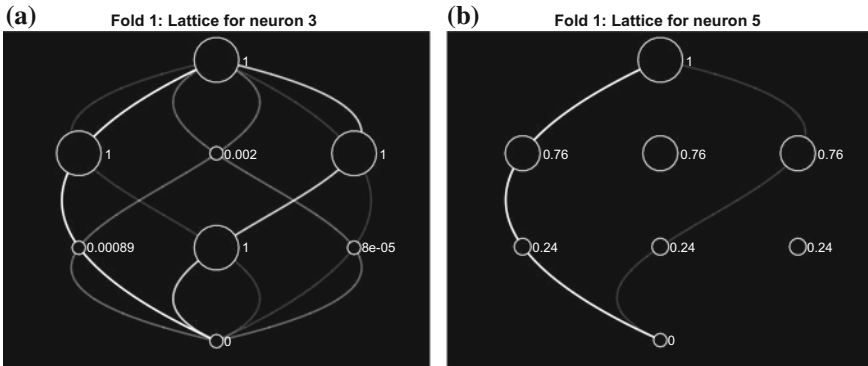 (a) Fold 1: Lattice for neuron 3
1
1 0.002 1
0.00089 1 8e-05
0
(b) Fold 1: Lattice for neuron 5
1
0.76 0.76 0.76
0.24 0.24 0.24
0